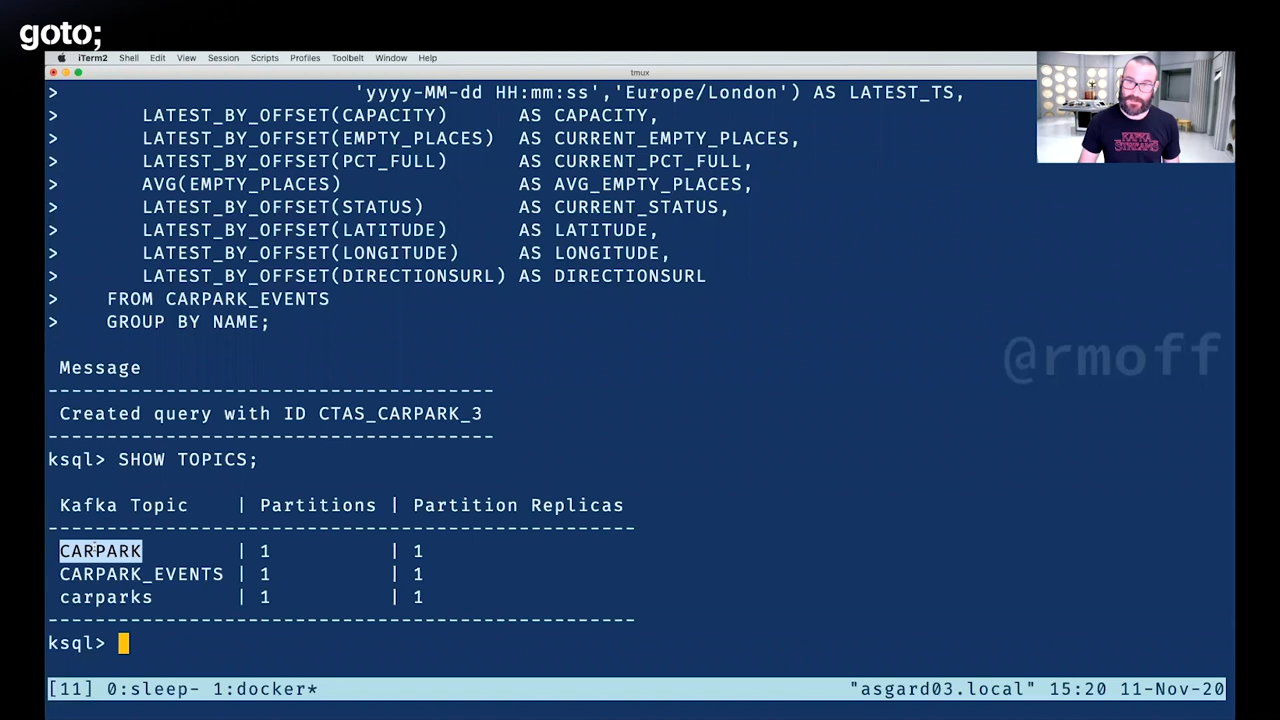 goto;
iTerm2 Shell Edit View Session Scripts Profiles Toolbelt Window Help
tmux
> 'yyyy-MM-dd HH:mm:ss','Europe/London') AS LATEST_TS,
> LATEST_BY_OFFSET(CAPACITY) AS CAPACITY,
> LATEST_BY_OFFSET(EMPTY_PLACES) AS CURRENT_EMPTY_PLACES,
> LATEST_BY_OFFSET(PCT_FULL) AS CURRENT_PCT_FULL,
> AVG(EMPTY_PLACES) AS AVG_EMPTY_PLACES,
> LATEST_BY_OFFSET(STATUS) AS CURRENT_STATUS,
> LATEST_BY_OFFSET(LATITUDE) AS LATITUDE,
> LATEST_BY_OFFSET(LONGITUDE) AS LONGITUDE,
> LATEST_BY_OFFSET(DIRECTIONSURL) AS DIRECTIONSURL
> FROM CARPARK_EVENTS
> GROUP BY NAME;
KAFKA
STREAMS
@rmoff
Message
-------------------------------------
Created query with ID CTAS_CARPARK_3
-------------------------------------
ksql> SHOW TOPICS;
Kafka Topic | Partitions | Partition Replicas
--------------------------------------------------
CARPARK | 1 | 1
CARPARK_EVENTS | 1 | 1
carparks | 1 | 1
--------------------------------------------------
ksql>
[11] 0:sleep- 1:docker* "asgard03.local" 15:20 11-Nov-20